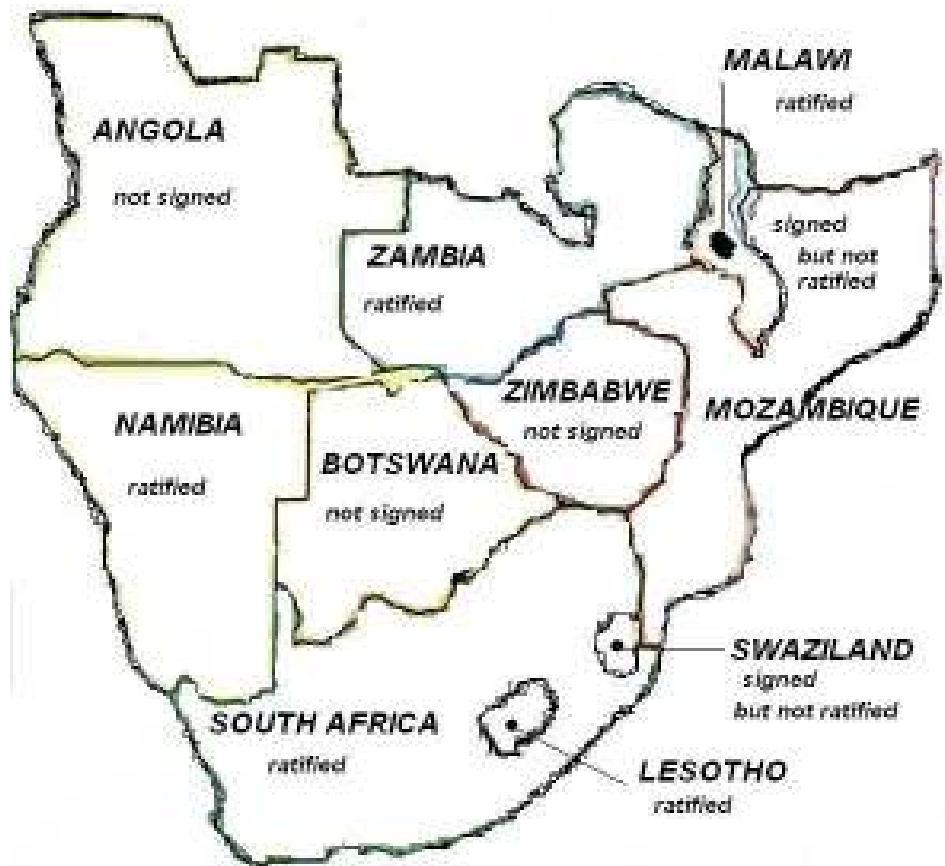 MALAWI
ratified
ANGOLA
not signed
signed
but not
ratified
ZAMBIA
ratified
ZIMBABWE
not signed
MOZAMBIQUE
NAMIBIA
ratified
BOTSWANA
not signed
SWAZILAND
signed
but not ratified
SOUTH AFRICA
ratified
LESOTHO
ratified